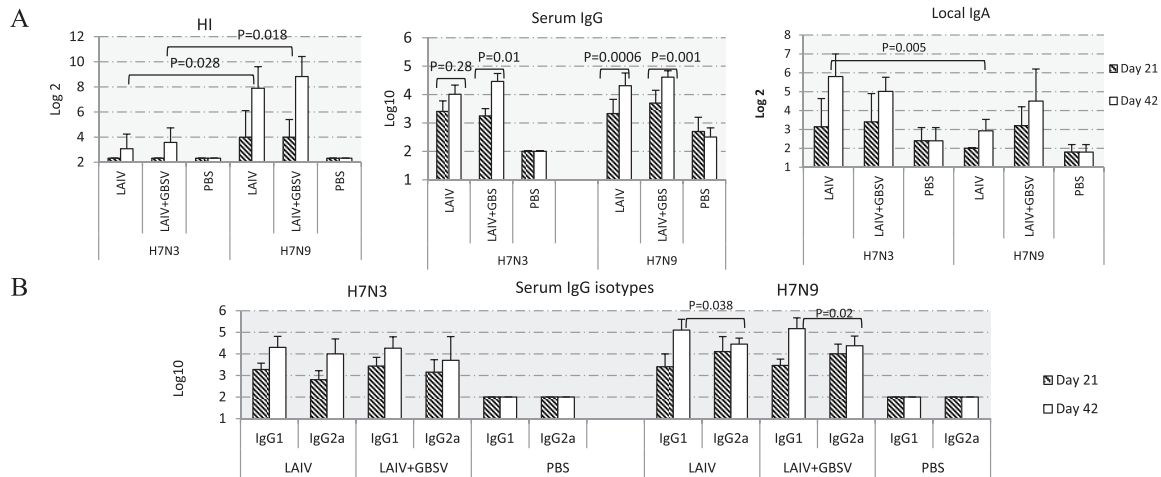 A
HI
12
10
8
6
4
2
Log 2
P=0.018
P=0.028
LAIV
LAIV+GBSV
PBS
LAIV
LAIV+GBSV
PBS
H7N3
H7N9
Serum IgG
6
5
4
3
2
1
Log10
P=0.28
P=0.01
P=0.0006
P=0.001
LAIV
LAIV+GBS
PBS
LAIV
LAIV+GBS
PBS
H7N3
H7N9
Local IgA
8
7
6
5
4
3
2
1
Log 2
P=0.005
LAIV
LAIV+GBSV
PBS
LAIV
LAIV+GBSV
PBS
H7N3
H7N9
Day 21
Day 42
B
H7N3
Serum IgG isotypes
H7N9
6
5
4
3
2
1
Log10
P=0.038
P=0.02
IgG1 IgG2a IgG1 IgG2a IgG1 IgG2a IgG1 IgG2a IgG1 IgG2a IgG1 IgG2a
LAIV LAIV+GBSV PBS LAIV LAIV+GBSV PBS
Day 21
Day 42